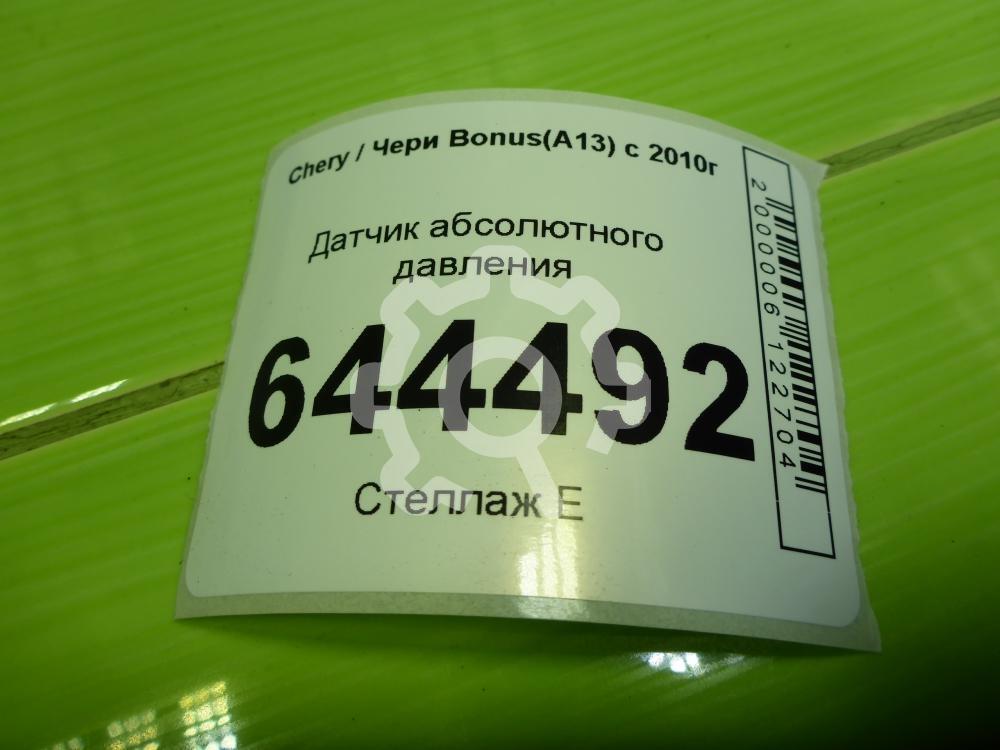 Chery / Чери Bonus(A13) с 2010г
Датчик абсолютного
давления
644492
Стеллаж E
2000006122704